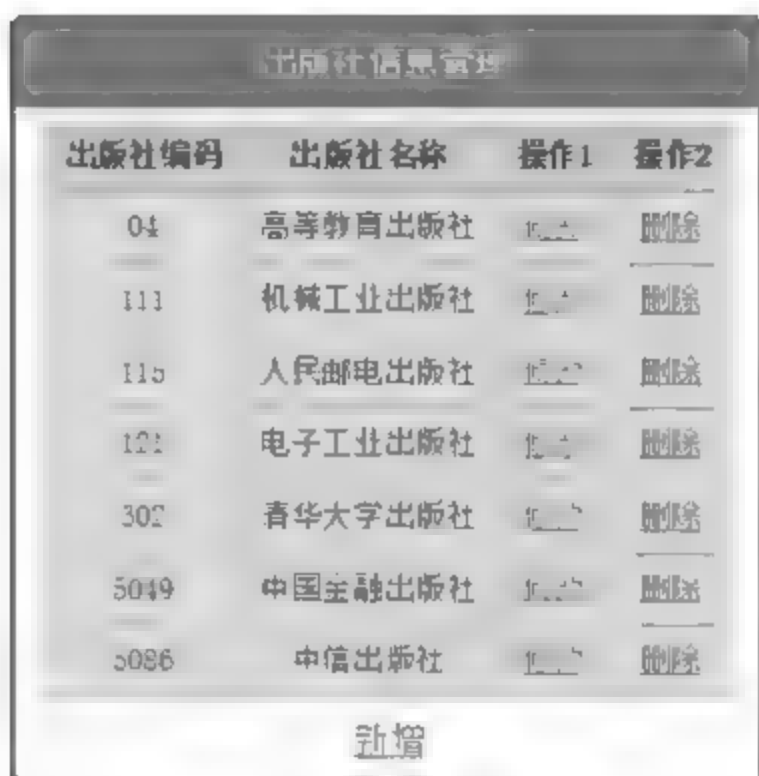 出版社信息管理
出版社编码 出版社名称 操作1 操作2
04 高等教育出版社 删除
111 机械工业出版社 删除
115 人民邮电出版社 删除
121 电子工业出版社 删除
302 清华大学出版社 删除
5049 中国金融出版社 删除
5086 中信出版社 删除
新增